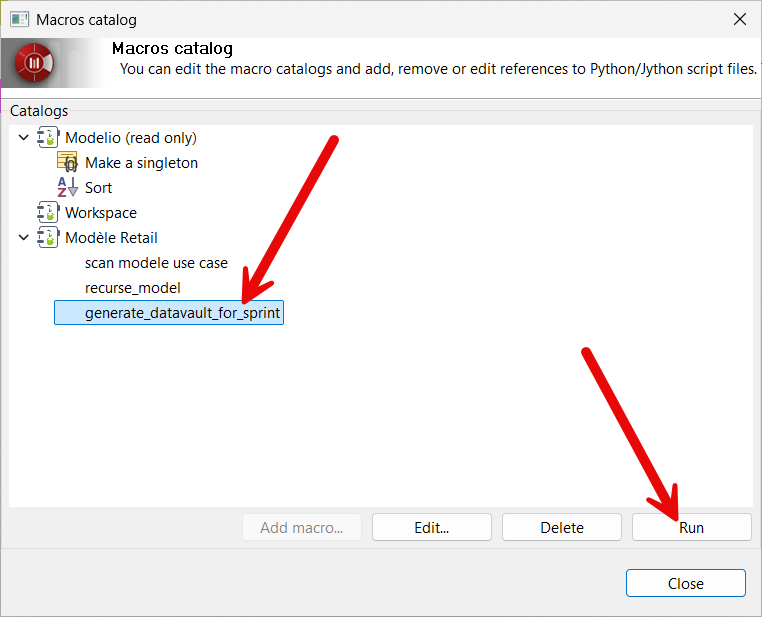 Macros catalog
Macros catalog
You can edit the macro catalogs and add, remove or edit references to Python/Jython script files.
Catalogs
Modelio (read only)
Make a singleton
Sort
Workspace
Modèle Retail
scan modele use case
recurse_model
generate_datavault_for_sprint
Add macro... Edit... Delete Run
Close